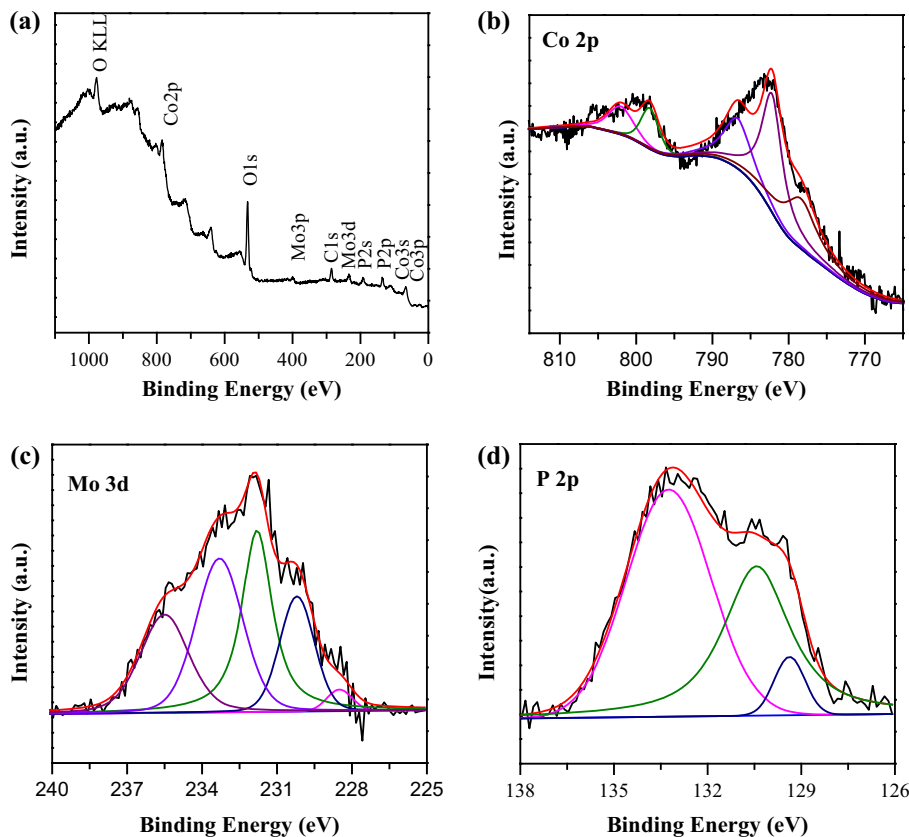 (a)
O KLL
Co2p
O1s
Mo3p
C1s
Mo3d
P2s
P2p
Co3s
Co3p
Intensity (a.u.)
1000 800 600 400 200 0
Binding Energy (eV)
(b)
Co 2p
Intensity (a.u.)
810 800 790 780 770
Binding Energy (eV)
(c)
Mo 3d
Intensity (a.u.)
240 237 234 231 228 225
Binding Energy (eV)
(d)
P 2p
Intensity(a.u.)
138 135 132 129 126
Binding Energy (eV)